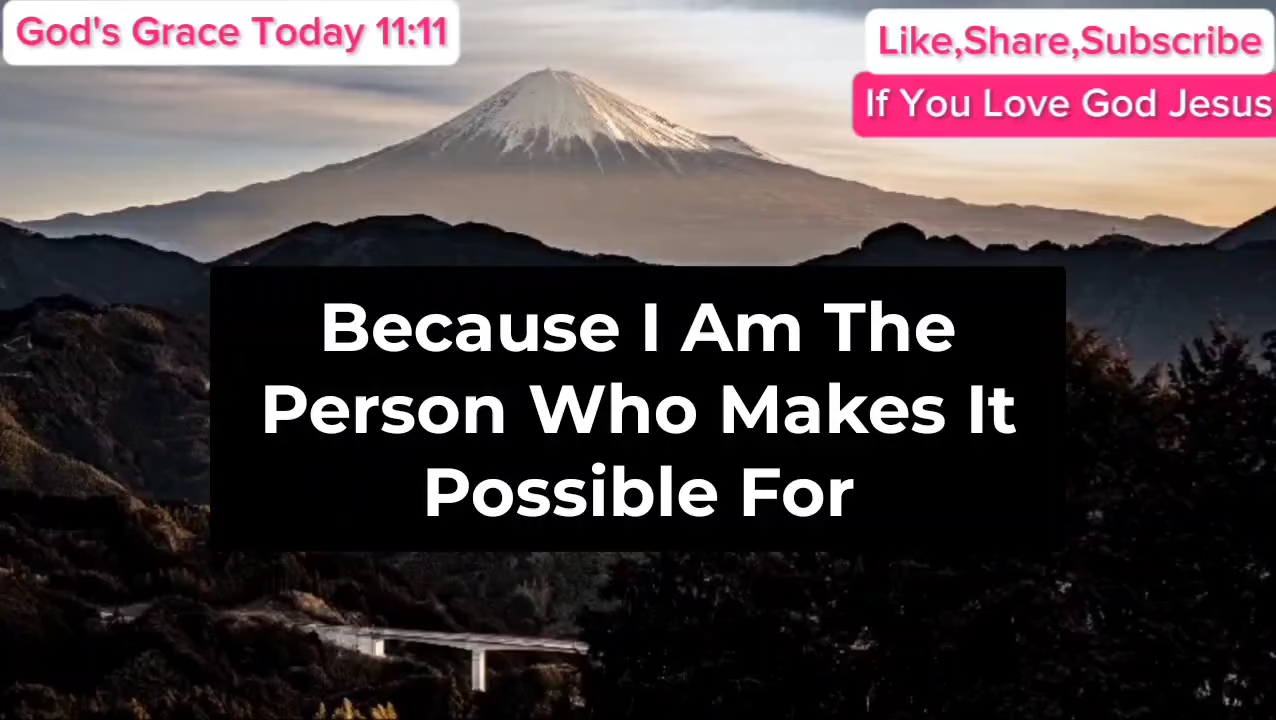 God's Grace Today 11:11
Like,Share,Subscribe
If You Love God Jesus
Because I Am The
Person Who Makes It
Possible For